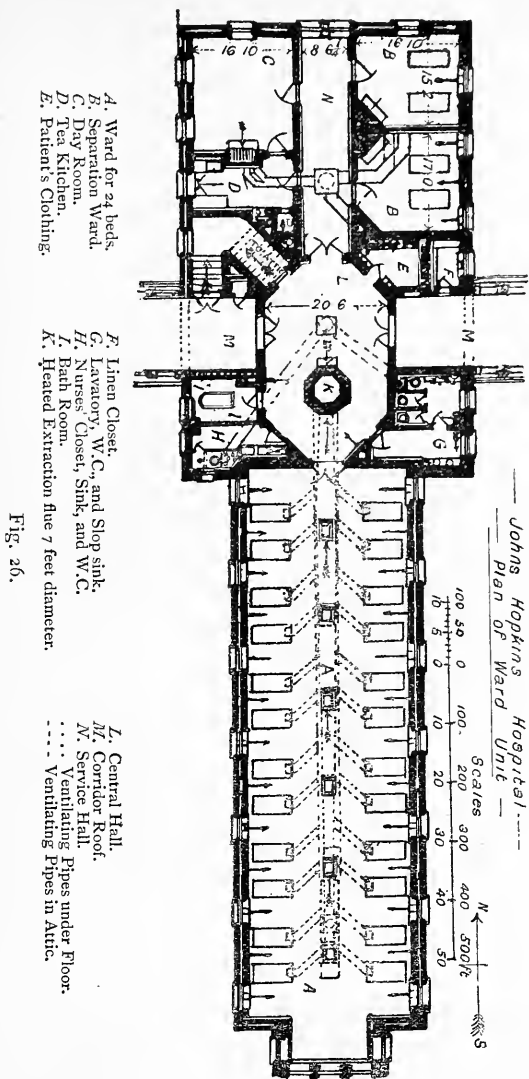 Johns Hopkins Hospital.
Plan of Ward Unit
Scales
100 50 0 100 200 300 400 500ft
10 5 0 10 20 30 40 50
N
S
16 10
8 6½
16 10
15 2
17 0
20 6
C
N
B
B
D
E
F
L
M
M
K
I
H
G
A
A
A. Ward for 24 beds.
B. Separation Ward.
C. Day Room.
D. Tea Kitchen.
E. Patient's Clothing.
F. Linen Closet.
G. Lavatory, W.C., and Slop sink.
H. Nurses' Closet, Sink, and W.C.
I. Bath Room.
K. Heated Extraction flue 7 feet diameter.
L. Central Hall.
M. Corridor Roof.
N. Service Hall.
.... Ventilating Pipes under Floor.
---- Ventilating Pipes in Attic.
Fig. 26.